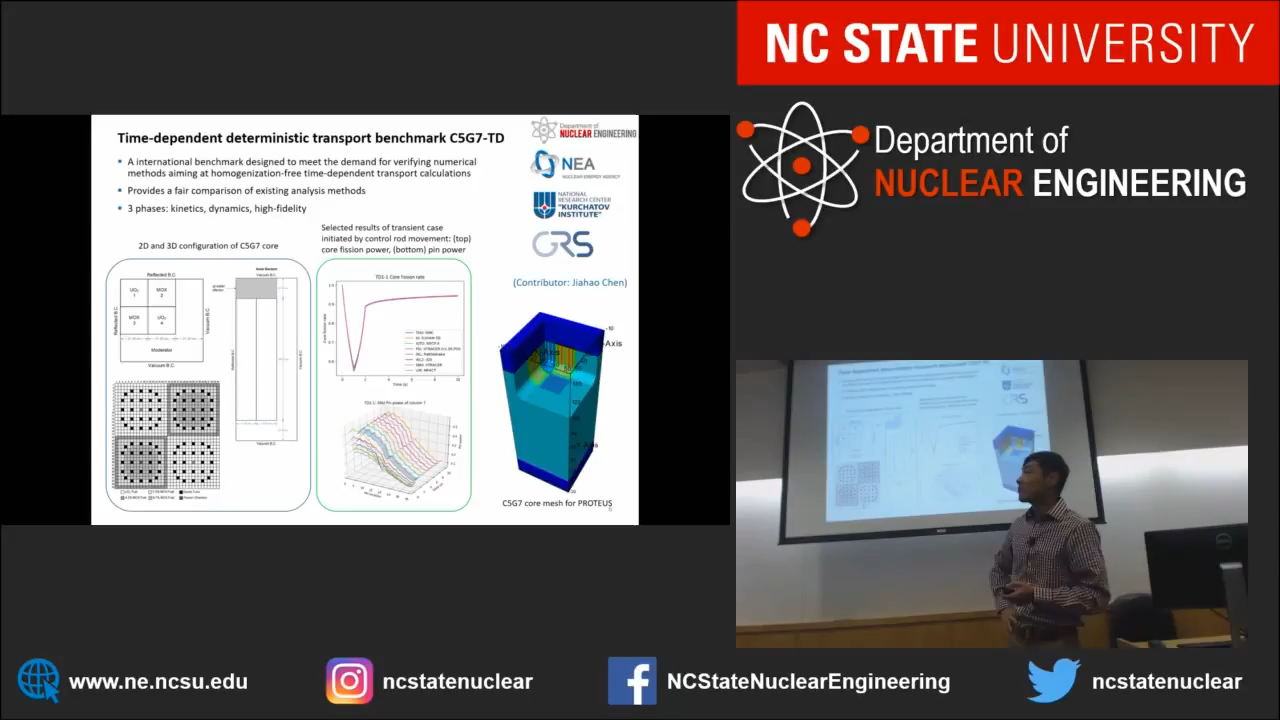 NC STATE UNIVERSITY
Department of
NUCLEAR ENGINEERING
Time-dependent deterministic transport benchmark C5G7-TD
Department of
NUCLEAR ENGINEERING
• A international benchmark designed to meet the demand for verifying numerical
methods aiming at homogenization-free time-dependent transport calculations
• Provides a fair comparison of existing analysis methods
• 3 phases: kinetics, dynamics, high-fidelity
NEA
NUCLEAR ENERGY AGENCY
NATIONAL
RESEARCH CENTER
"KURCHATOV
INSTITUTE"
GRS
(Contributor: Jiahao Chen)
2D and 3D configuration of C5G7 core
Selected results of transient case
initiated by control rod movement: (top)
core fission power, (bottom) pin power
Reflected B.C.
UO₂
1
MOX
2
MOX
3
UO₂
4
Reflected B.C.
Vacuum B.C.
Moderator
Vacuum B.C.
Vacuum B.C.
Vacuum B.C.
TD1-1 Core fission rate
Core fission rate
Time (s)
-Axis
C5G7 core mesh for PROTEUS
www.ne.ncsu.edu
ncstatenuclear
NCStateNuclearEngineering
ncstatenuclear